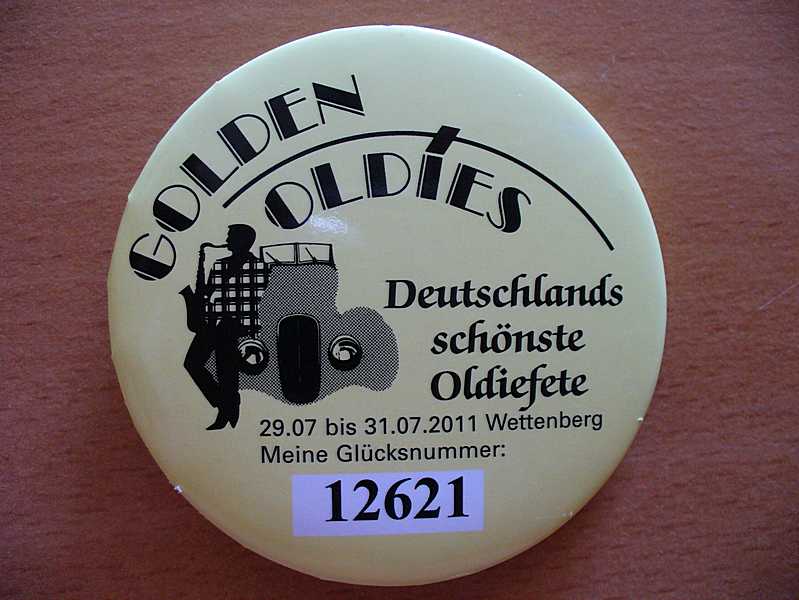 GOLDEN
OLDIES
Deutschlands
schönste
Oldiefete
29.07 bis 31.07.2011 Wettenberg
Meine Glücksnummer:
12621